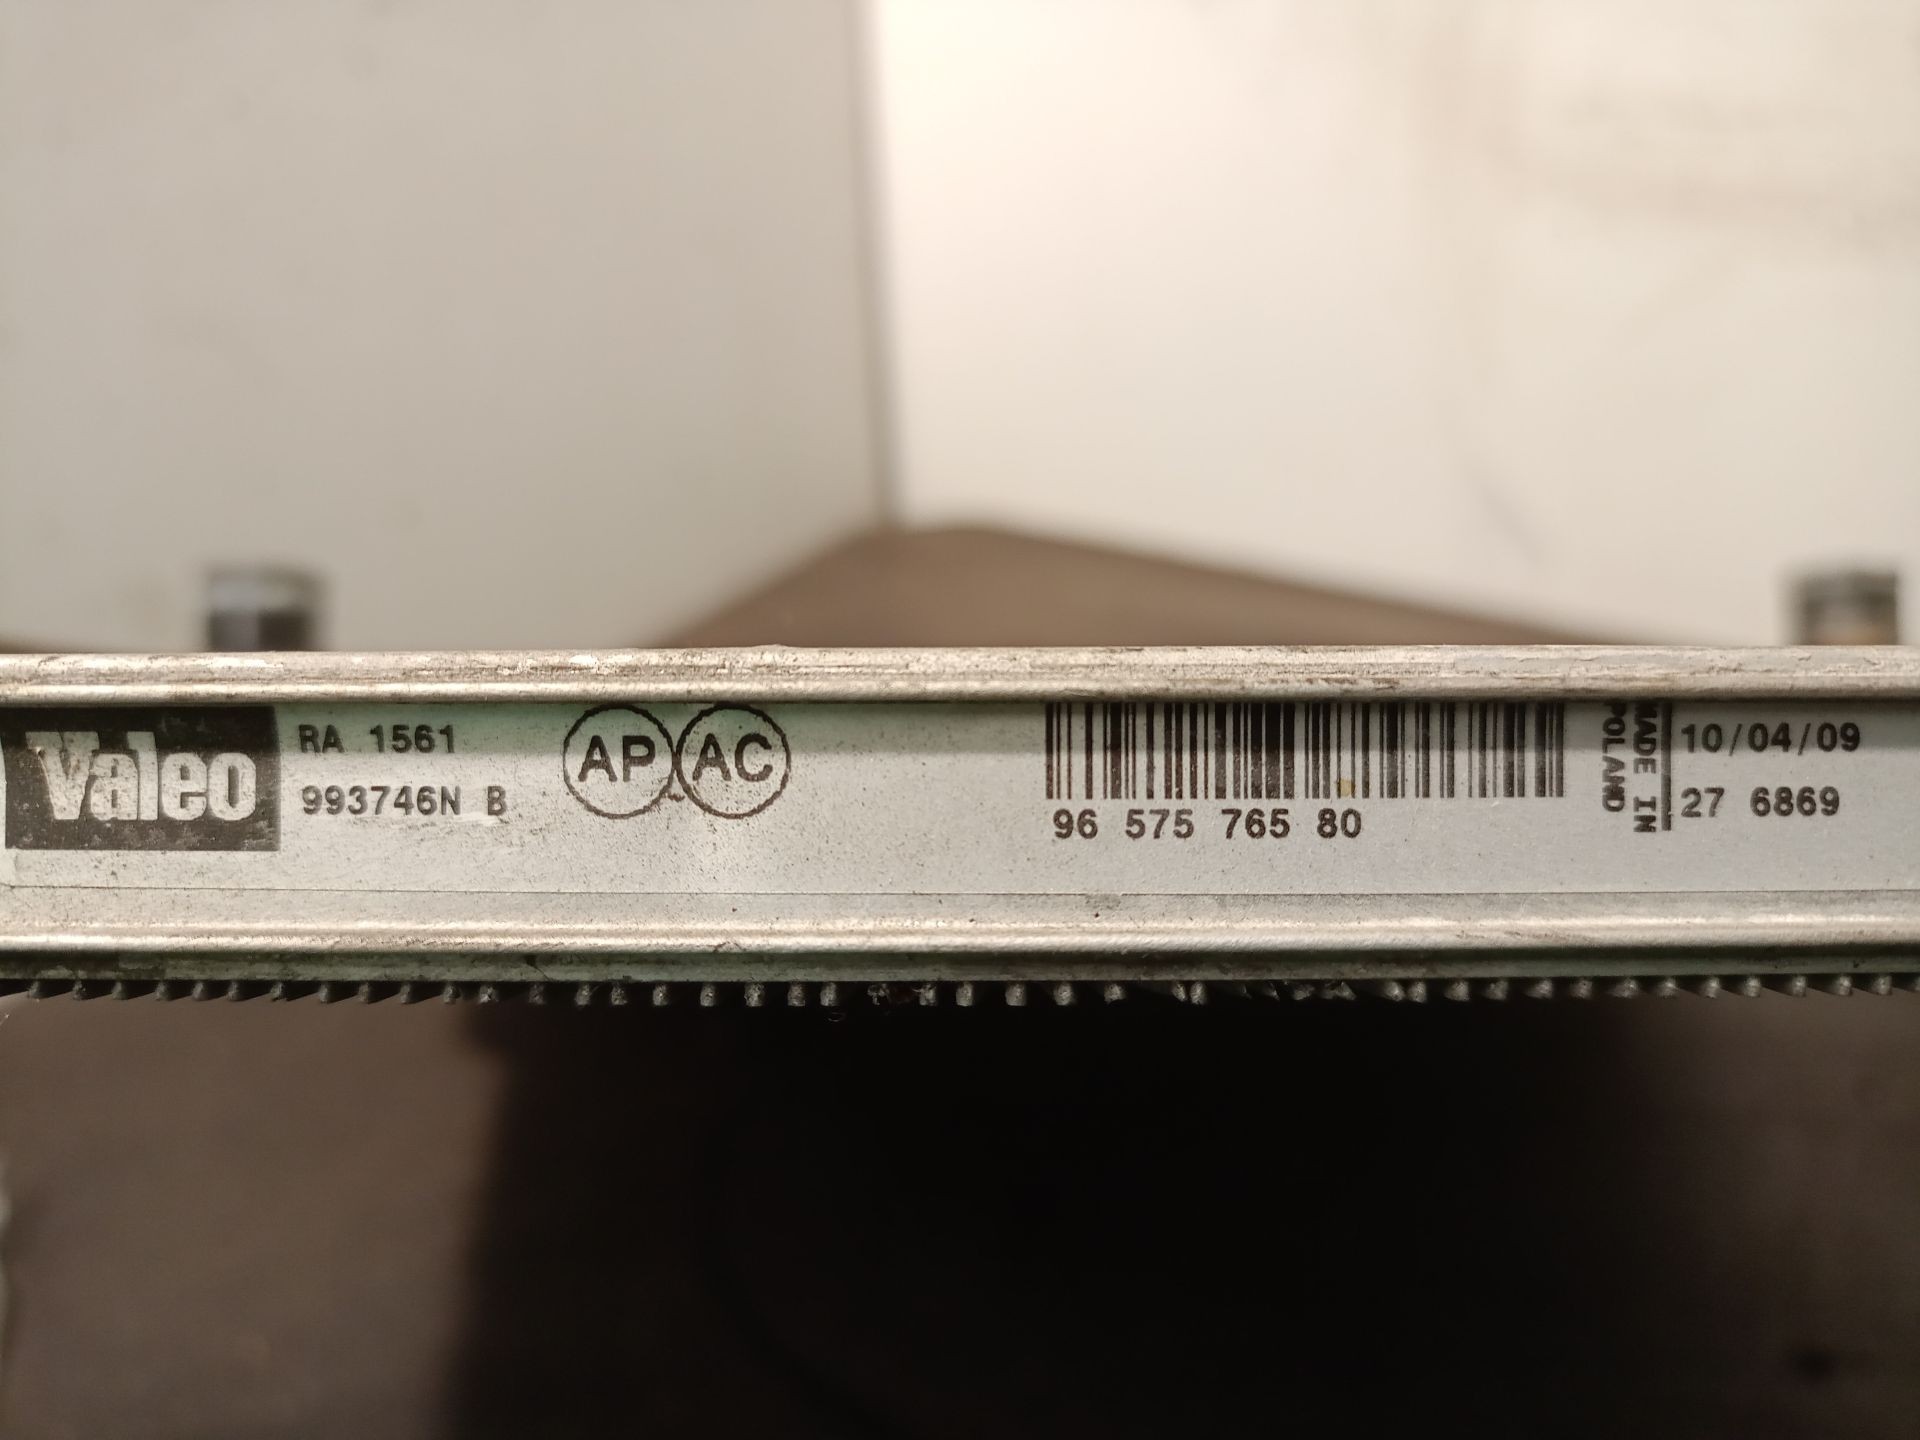 Valeo
RA 1561
993746N B
AP AC
96 575 765 80
MADE IN
POLAND
10/04/09
27 6869